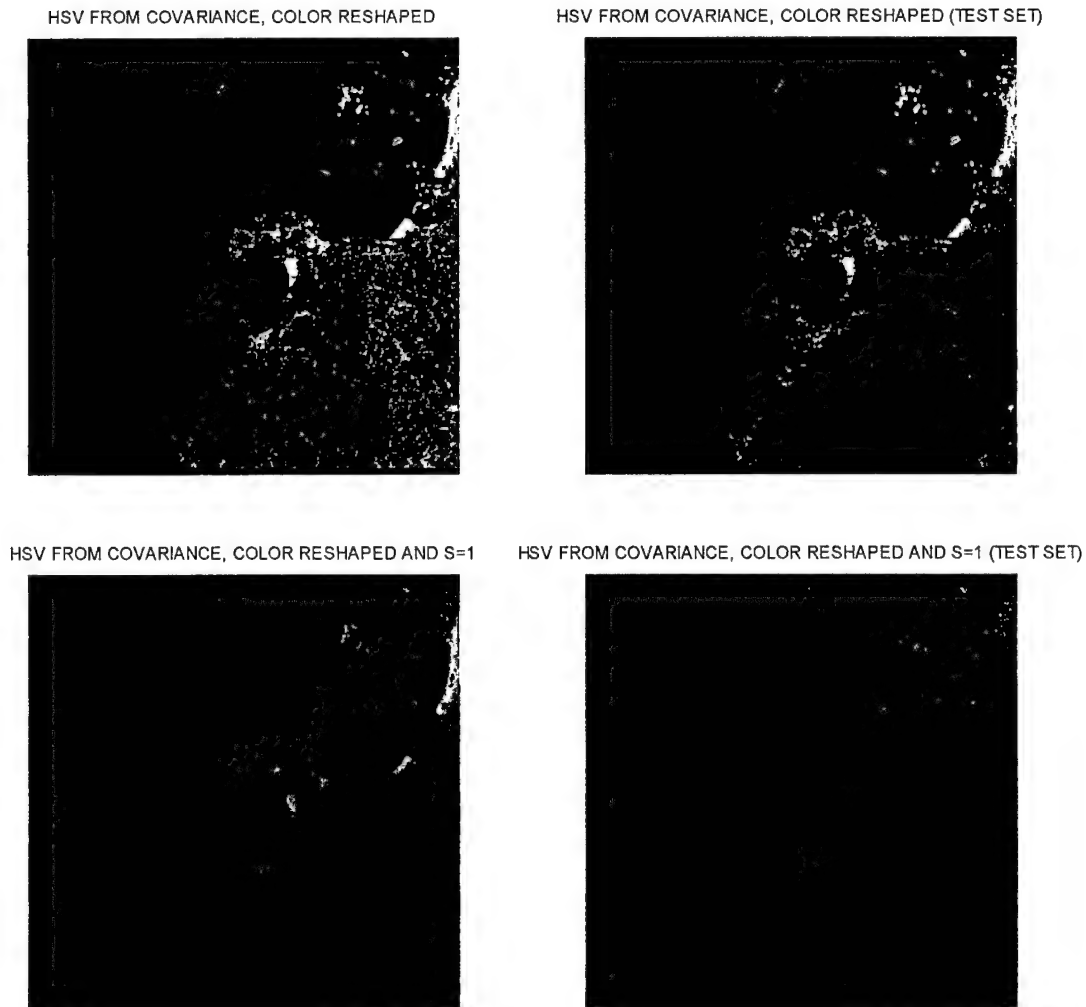 HSV FROM COVARIANCE, COLOR RESHAPED
HSV FROM COVARIANCE, COLOR RESHAPED (TEST SET)
HSV FROM COVARIANCE, COLOR RESHAPED AND S=1
HSV FROM COVARIANCE, COLOR RESHAPED AND S=1 (TEST SET)